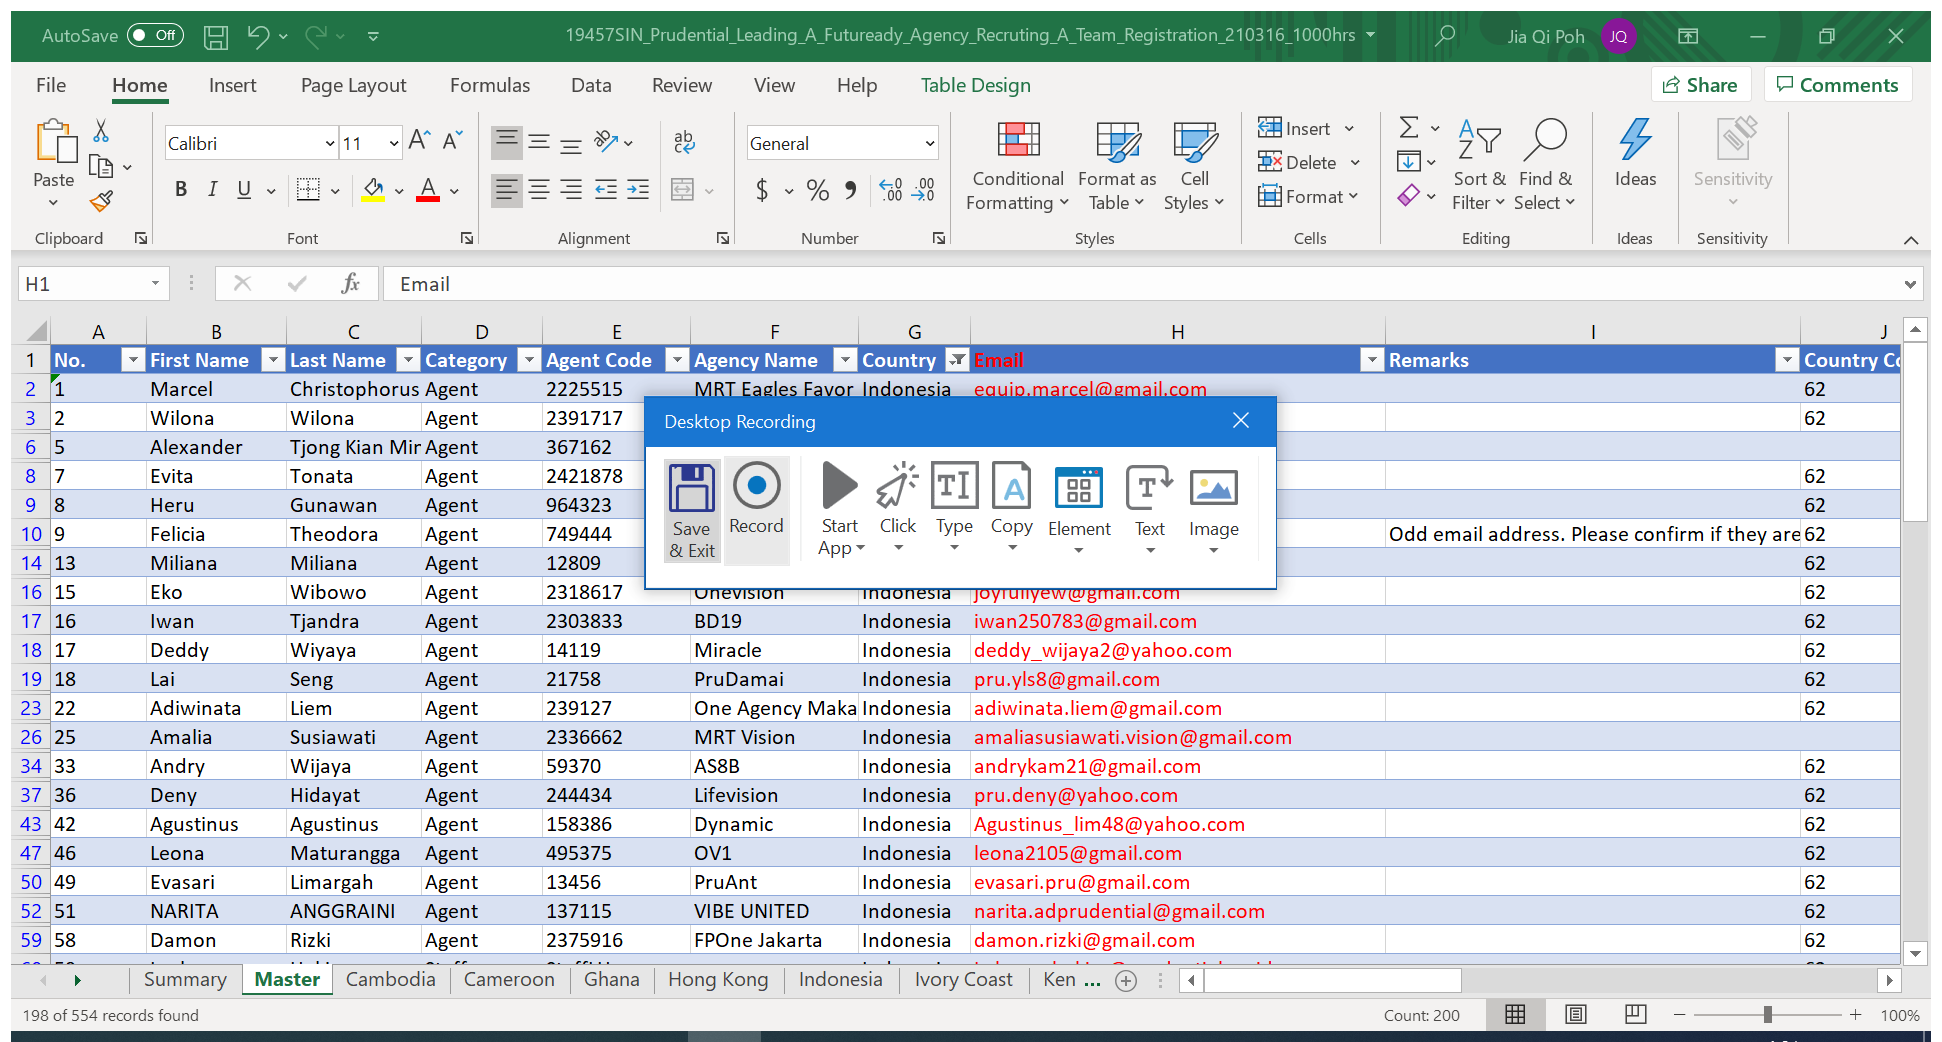 AutoSave Off 19457SIN_Prudential_Leading_A_Futuready_Agency_Recruting_A_Team_Registration_210316_1000hrs Jia Qi Poh JQ
File Home Insert Page Layout Formulas Data Review View Help Table Design Share Comments
Calibri 11 General Insert
Paste Conditional Formatting Format as Table Cell Styles Delete Sort & Filter Find & Select Ideas Sensitivity
B I U A $ % Format
Clipboard Font Alignment Number Styles Cells Editing Ideas Sensitivity
H1 fx Email
A B C D E F G H I J
1 No. First Name Last Name Category Agent Code Agency Name Country Email Remarks Country Co
2 1 Marcel Christophorus Agent 2225515 MRT Eagles Favor Indonesia equip.marcel@gmail.com 62
3 2 Wilona Wilona Agent 2391717 62
6 5 Alexander Tjong Kian Mir Agent 367162
8 7 Evita Tonata Agent 2421878 62
9 8 Heru Gunawan Agent 964323 62
10 9 Felicia Theodora Agent 749444 Odd email address. Please confirm if they are 62
14 13 Miliana Miliana Agent 12809 62
16 15 Eko Wibowo Agent 2318617 Onevision Indonesia joyfullyew@gmail.com 62
17 16 Iwan Tjandra Agent 2303833 BD19 Indonesia iwan250783@gmail.com 62
18 17 Deddy Wiyaya Agent 14119 Miracle Indonesia deddy_wijaya2@yahoo.com 62
19 18 Lai Seng Agent 21758 PruDamai Indonesia pru.yls8@gmail.com 62
23 22 Adiwinata Liem Agent 239127 One Agency Maka Indonesia adiwinata.liem@gmail.com 62
26 25 Amalia Susiawati Agent 2336662 MRT Vision Indonesia amaliasusiawati.vision@gmail.com
34 33 Andry Wijaya Agent 59370 AS8B Indonesia andrykam21@gmail.com 62
37 36 Deny Hidayat Agent 244434 Lifevision Indonesia pru.deny@yahoo.com 62
43 42 Agustinus Agustinus Agent 158386 Dynamic Indonesia Agustinus_lim48@yahoo.com 62
47 46 Leona Maturangga Agent 495375 OV1 Indonesia leona2105@gmail.com 62
50 49 Evasari Limargah Agent 13456 PruAnt Indonesia evasari.pru@gmail.com 62
52 51 NARITA ANGGRAINI Agent 137115 VIBE UNITED Indonesia narita.adprudential@gmail.com 62
59 58 Damon Rizki Agent 2375916 FPOne Jakarta Indonesia damon.rizki@gmail.com 62
Desktop Recording
Save & Exit Record Start App Click Type Copy Element Text Image
Summary Master Cambodia Cameroon Ghana Hong Kong Indonesia Ivory Coast Ken ...
198 of 554 records found Count: 200 100%